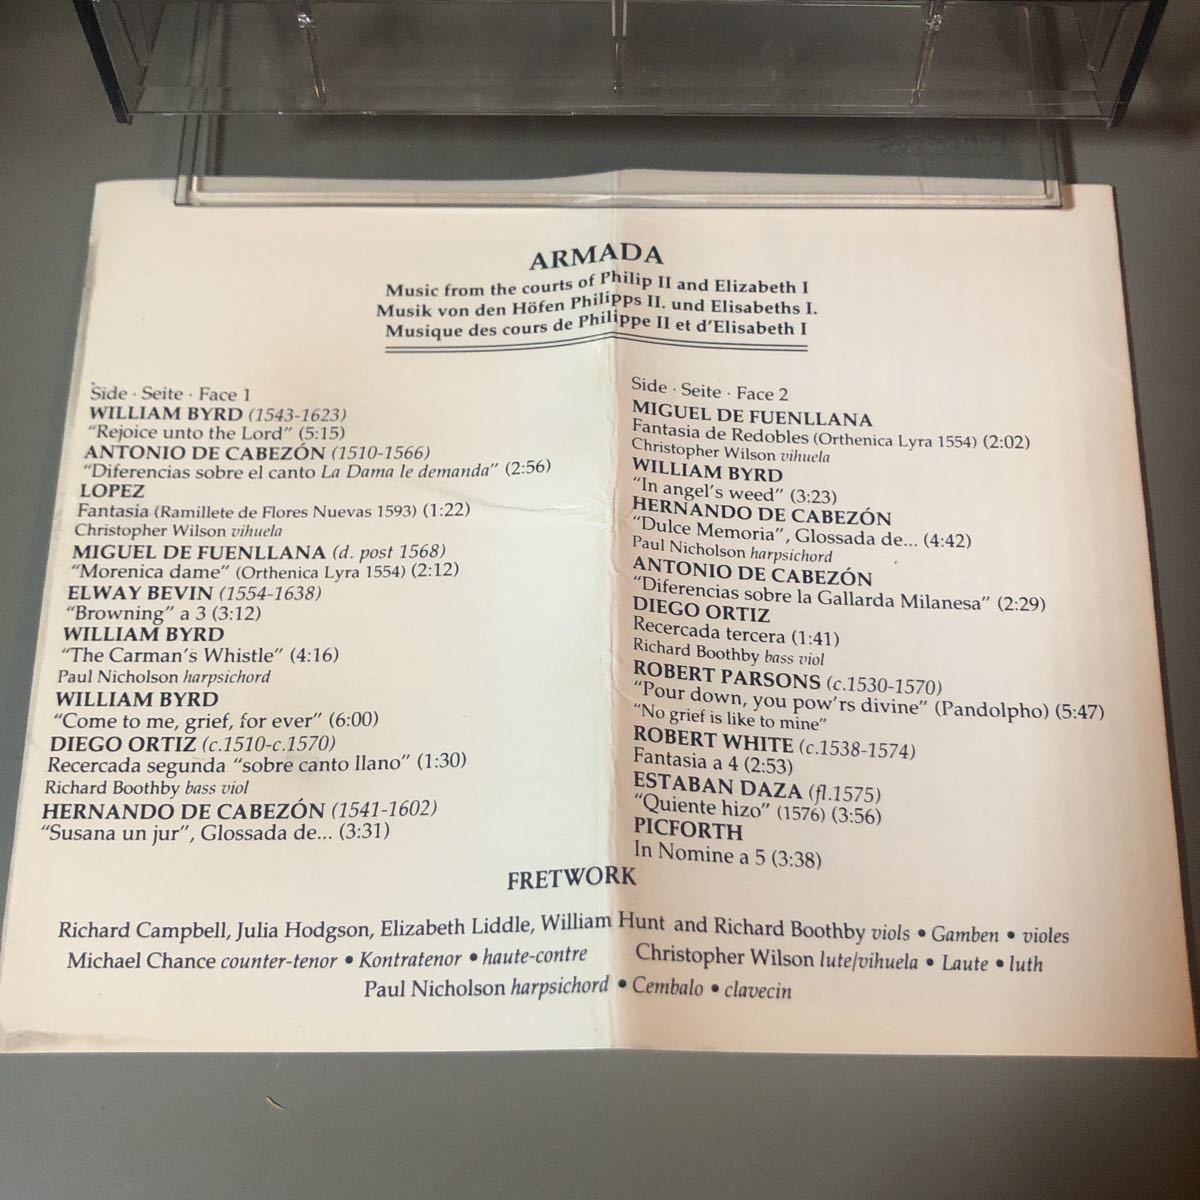 ARMADA
Music from the courts of Philip II and Elizabeth I
Musik von den Höfen Philipps II. und Elisabeths I.
Musique des cours de Philippe II et d'Elisabeth I
Side · Seite · Face 1
WILLIAM BYRD (1543-1623)
"Rejoice unto the Lord" (5:15)
ANTONIO DE CABEZÓN (1510-1566)
"Diferencias sobre el canto La Dama le demanda" (2:56)
LOPEZ
Fantasia (Ramillete de Flores Nuevas 1593) (1:22)
Christopher Wilson vihuela
MIGUEL DE FUENLLANA (d. post 1568)
"Morenica dame" (Orthenica Lyra 1554) (2:12)
ELWAY BEVIN (1554-1638)
"Browning" a 3 (3:12)
WILLIAM BYRD
"The Carman's Whistle" (4:16)
Paul Nicholson harpsichord
WILLIAM BYRD
"Come to me, grief, for ever" (6:00)
DIEGO ORTIZ (c.1510-c.1570)
Recercada segunda "sobre canto llano" (1:30)
Richard Boothby bass viol
HERNANDO DE CABEZÓN (1541-1602)
"Susana un jur", Glossada de... (3:31)
Side · Seite · Face 2
MIGUEL DE FUENLLANA
Fantasia de Redobles (Orthenica Lyra 1554) (2:02)
Christopher Wilson vihuela
WILLIAM BYRD
"In angel's weed" (3:23)
HERNANDO DE CABEZÓN
"Dulce Memoria", Glossada de... (4:42)
Paul Nicholson harpsichord
ANTONIO DE CABEZÓN
"Diferencias sobre la Gallarda Milanesa" (2:29)
DIEGO ORTIZ
Recercada tercera (1:41)
Richard Boothby bass viol
ROBERT PARSONS (c.1530-1570)
"Pour down, you pow'rs divine" (Pandolpho) (5:47)
"No grief is like to mine"
ROBERT WHITE (c.1538-1574)
Fantasia a 4 (2:53)
ESTABAN DAZA (fl.1575)
"Quiente hizo" (1576) (3:56)
PICFORTH
In Nomine a 5 (3:38)
FRETWORK
Richard Campbell, Julia Hodgson, Elizabeth Liddle, William Hunt and Richard Boothby viols • Gamben • violes
Michael Chance counter-tenor • Kontratenor • haute-contre Christopher Wilson lute/vihuela • Laute • luth
Paul Nicholson harpsichord • Cembalo • clavecin